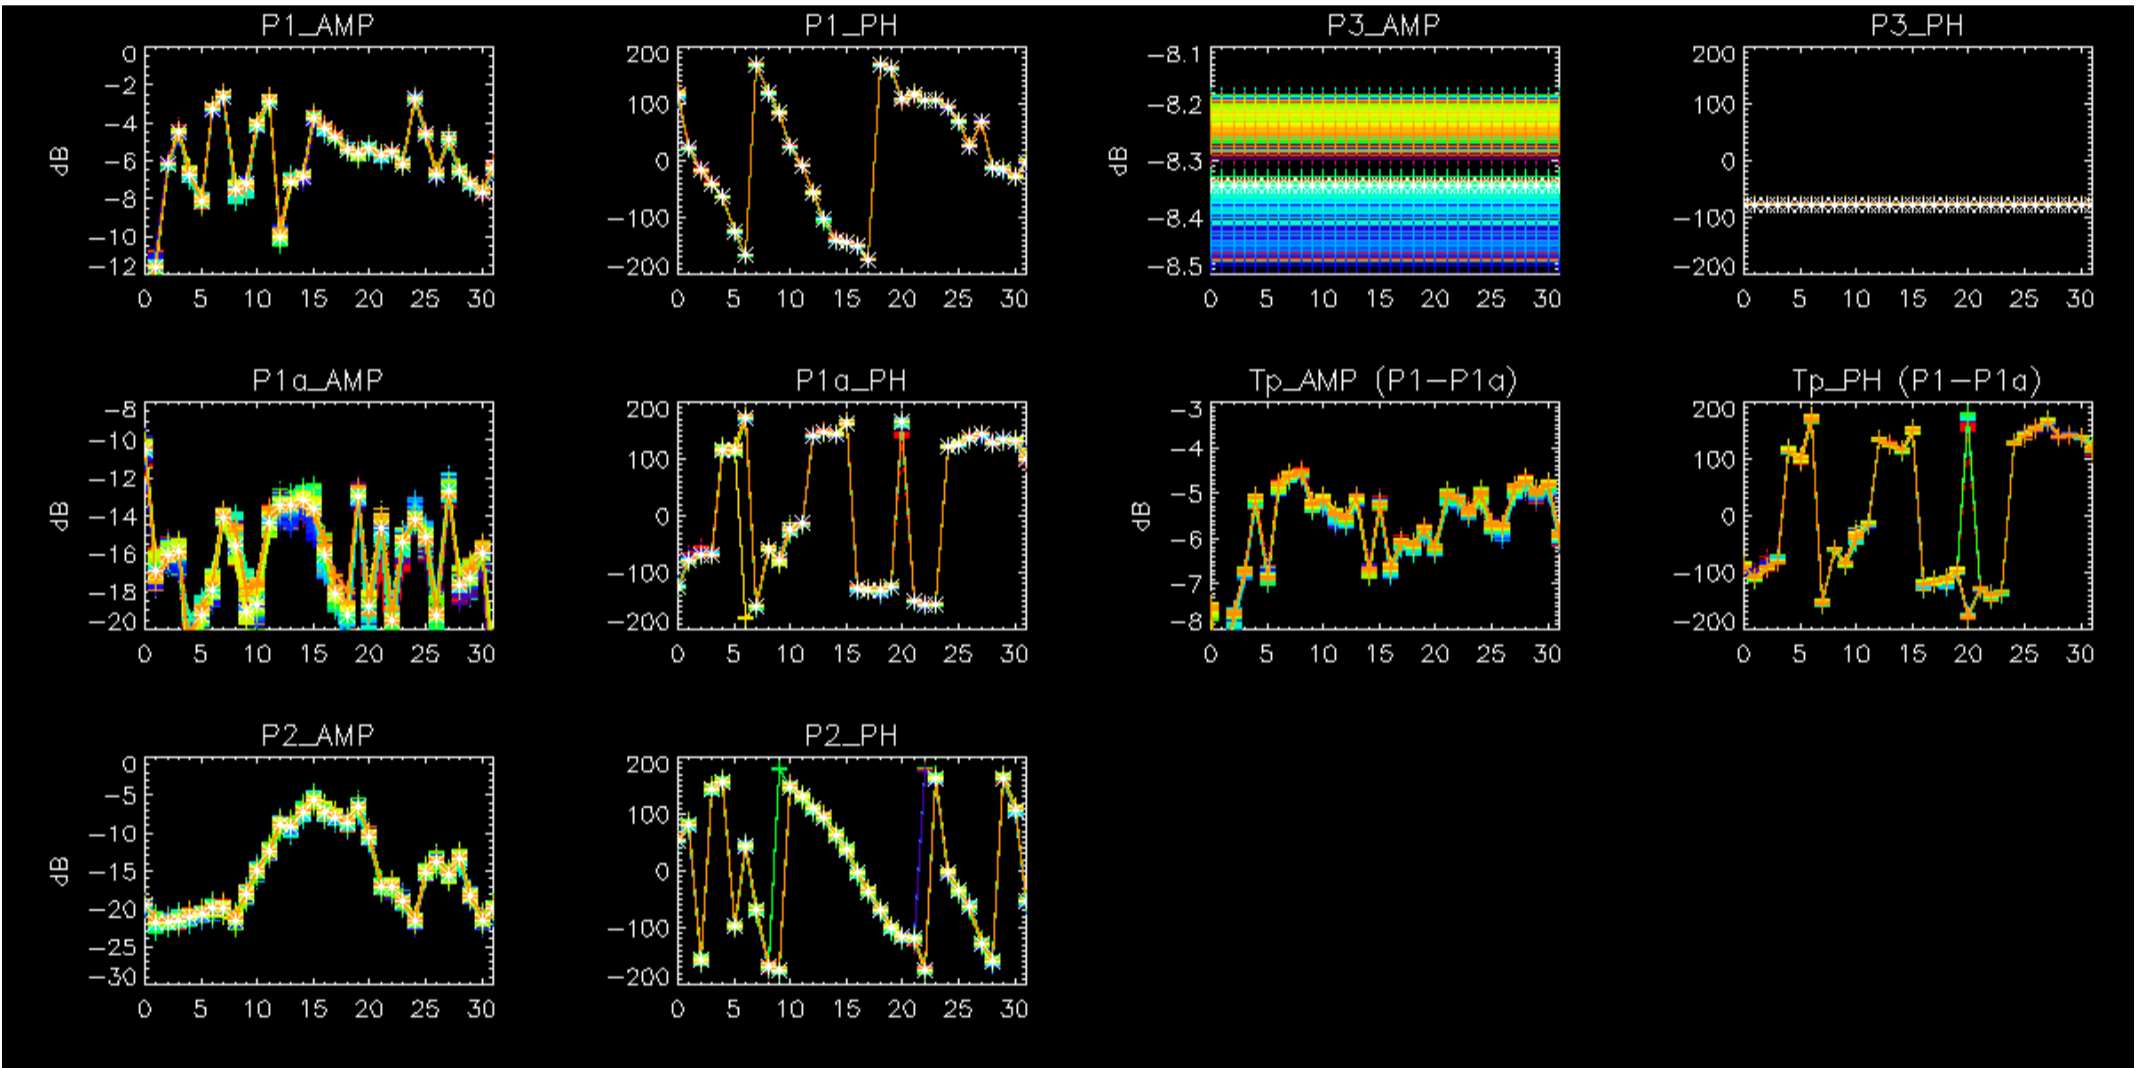 P1_AMP
P1_PH
P3_AMP
P3_PH
dB
0
-2
-4
-6
-8
-10
-12
0 5 10 15 20 25 30
200
100
0
-100
-200
0 5 10 15 20 25 30
dB
-8.1
-8.2
-8.3
-8.4
-8.5
0 5 10 15 20 25 30
200
100
0
-100
-200
0 5 10 15 20 25 30
P1a_AMP
P1a_PH
Tp_AMP (P1-P1a)
Tp_PH (P1-P1a)
dB
-8
-10
-12
-14
-16
-18
-20
0 5 10 15 20 25 30
200
100
0
-100
-200
0 5 10 15 20 25 30
dB
-3
-4
-5
-6
-7
-8
0 5 10 15 20 25 30
200
100
0
-100
-200
0 5 10 15 20 25 30
P2_AMP
P2_PH
dB
0
-5
-10
-15
-20
-25
-30
0 5 10 15 20 25 30
200
100
0
-100
-200
0 5 10 15 20 25 30